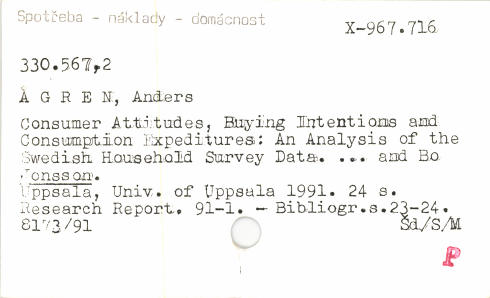 Spotřeba - náklady - domácnost
X-967.716
330.567,2
Å G R E N, Anders
Consumer Attitudes, Buying Intentions and
Consumption Expeditures: An Analysis of the
Swedish Household Survey Data. ... and Bo
Jonsson.
Uppsala, Univ. of Uppsala 1991. 24 s.
Research Report. 91-1. - Bibliogr.s.23-24.
8173/91
Šd/S/M
P